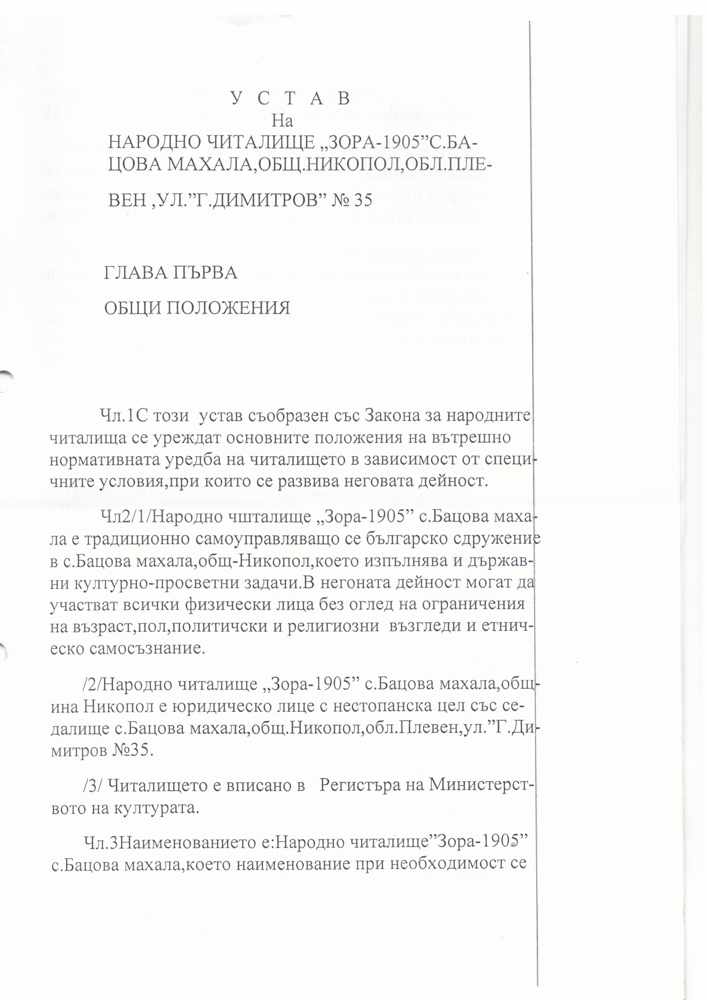 У С Т А В
На
НАРОДНО ЧИТАЛИЩЕ „ЗОРА-1905”С.БА-
ЦОВА МАХАЛА,ОБЩ.НИКОПОЛ,ОБЛ.ПЛЕ-
ВЕН ,УЛ.”Г.ДИМИТРОВ” № 35
ГЛАВА ПЪРВА
ОБЩИ ПОЛОЖЕНИЯ
Чл.1С този устав съобразен със Закона за народните
читалища се уреждат основните положения на вътрешно
нормативната уредба на читалището в зависимост от специ-
чните условия,при които се развива неговата дейност.
Чл2/1/Народно чшталище „Зора-1905” с.Бацова маха-
ла е традиционно самоуправляващо се българско сдружение
в с.Бацова махала,общ-Никопол,което изпълнява и държав-
ни културно-просветни задачи.В негоната дейност могат да
участват всички физически лица без оглед на ограничения
на възраст,пол,политичски и религиозни възгледи и етнич-
еско самосъзнание.
/2/Народно читалище „Зора-1905” с.Бацова махала,общ-
ина Никопол е юридическо лице с нестопанска цел със се-
далище с.Бацова махала,общ.Никопол,обл.Плевен,ул.”Г.Ди-
митров №35.
/3/ Читалището е вписано в Регистъра на Министерст-
вото на културата.
Чл.3Наименованието е:Народно читалище”Зора-1905”
с.Бацова махала,което наименование при необходимост се